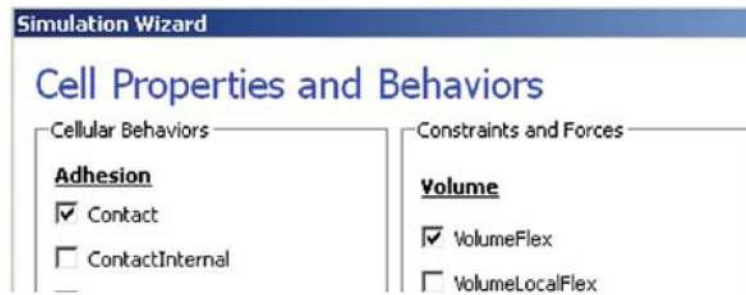 Simulation Wizard
Cell Properties and Behaviors
Cellular Behaviors
Adhesion
Contact
ContactInternal
Constraints and Forces
Volume
VolumeFlex
VolumeLocalFlex